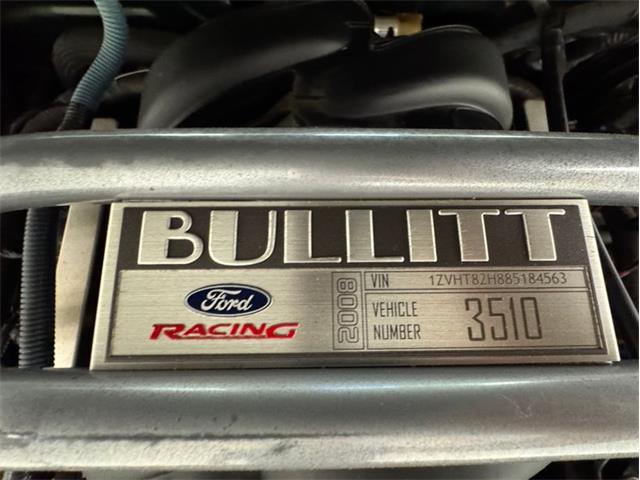 BULLITT
Ford
RACING
2008
VIN 1ZVHT82H885184563
VEHICLE NUMBER 3510